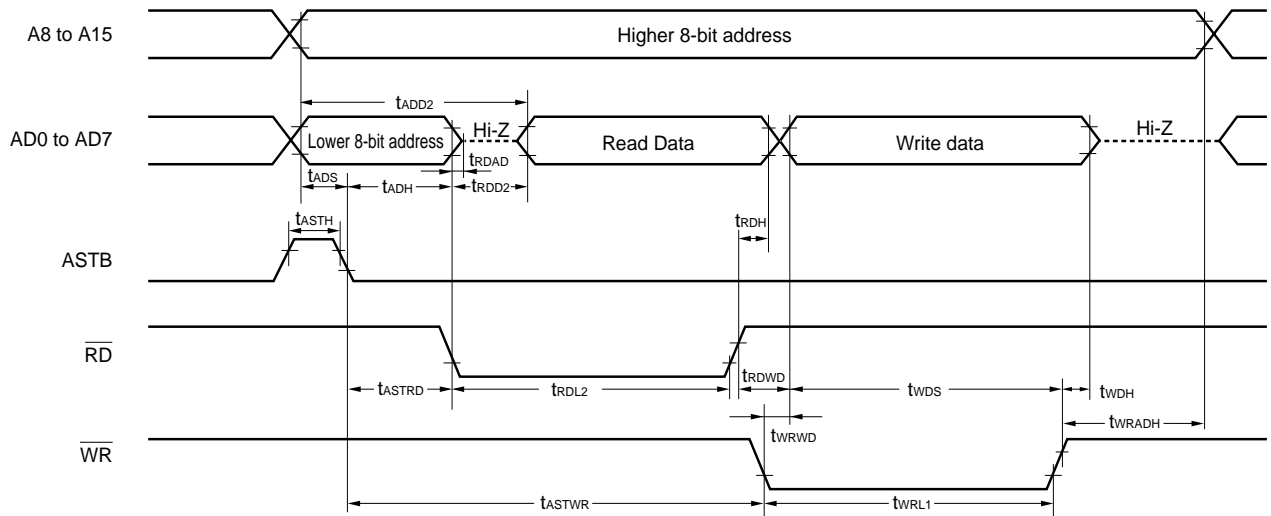 A8 to A15
Higher 8-bit address
tADD2
AD0 to AD7
Lower 8-bit address
Hi-Z
Read Data
Write data
Hi-Z
tRDAD
tADS
tADH
tRDD2
tASTH
tRDH
ASTB
RD
tASTRD
tRDL2
tRDWD
tWDS
tWDH
tWRWD
tWRADH
WR
tASTWR
tWRL1